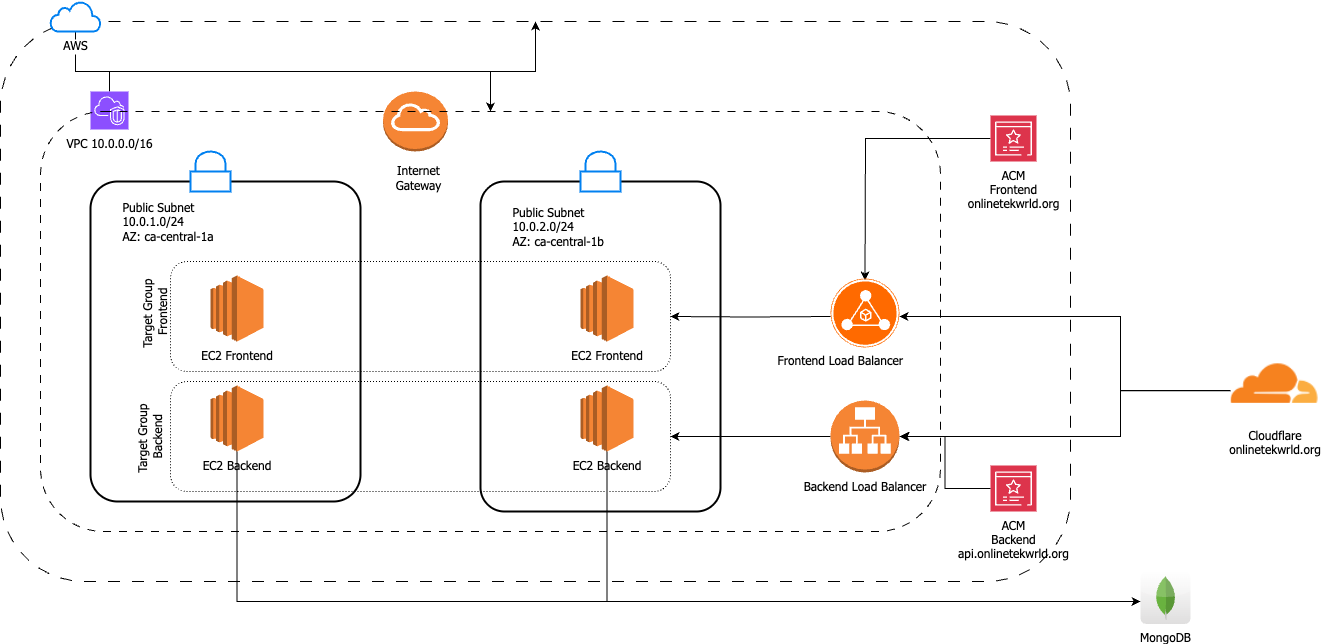 AWS
VPC 10.0.0.0/16
Internet
Gateway
ACM
Frontend
onlinetekwrld.org
Public Subnet
10.0.1.0/24
AZ: ca-central-1a
Public Subnet
10.0.2.0/24
AZ: ca-central-1b
Target Group
Frontend
EC2 Frontend
EC2 Frontend
Frontend Load Balancer
Target Group
Backend
EC2 Backend
EC2 Backend
Backend Load Balancer
Cloudflare
onlinetekwrld.org
ACM
Backend
api.onlinetekwrld.org
MongoDB